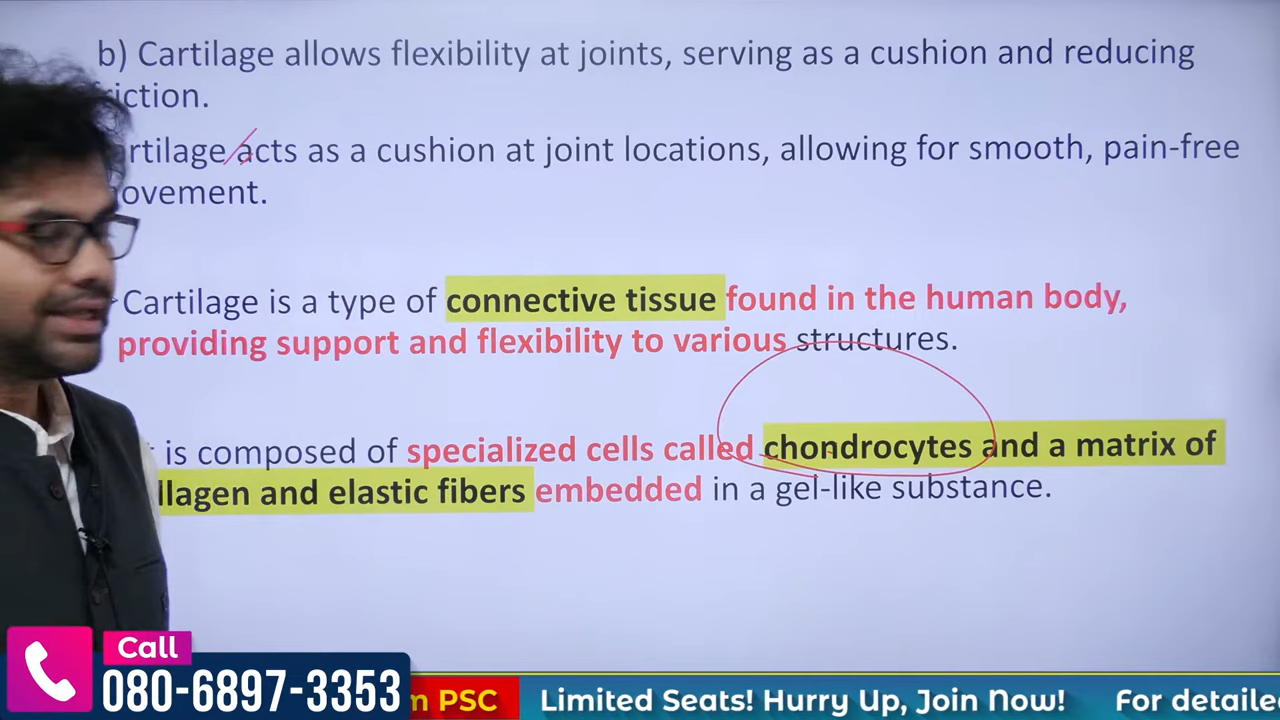 b) Cartilage allows flexibility at joints, serving as a cushion and reducing
riction.
artilage acts as a cushion at joint locations, allowing for smooth, pain-free
ovement.
Cartilage is a type of connective tissue found in the human body,
providing support and flexibility to various structures.
is composed of specialized cells called chondrocytes and a matrix of
llagen and elastic fibers embedded in a gel-like substance.
Call
080-6897-3353
m PSC Limited Seats! Hurry Up, Join Now! For detaile